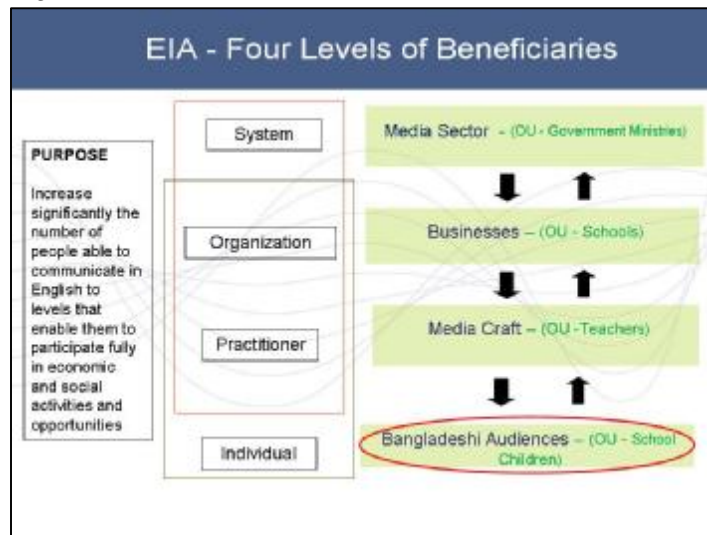 EIA - Four Levels of Beneficiaries
PURPOSE
Increase
significantly the
number of
people able to
communicate in
English to
levels that
enable them to
participate fully
in economic
and social
activities and
opportunities
System
Organization
Practitioner
Individual
Media Sector - (OU - Government Ministries)
Businesses – (OU - Schools)
Media Craft – (OU -Teachers)
Bangladeshi Audiences – (OU - School
Children)